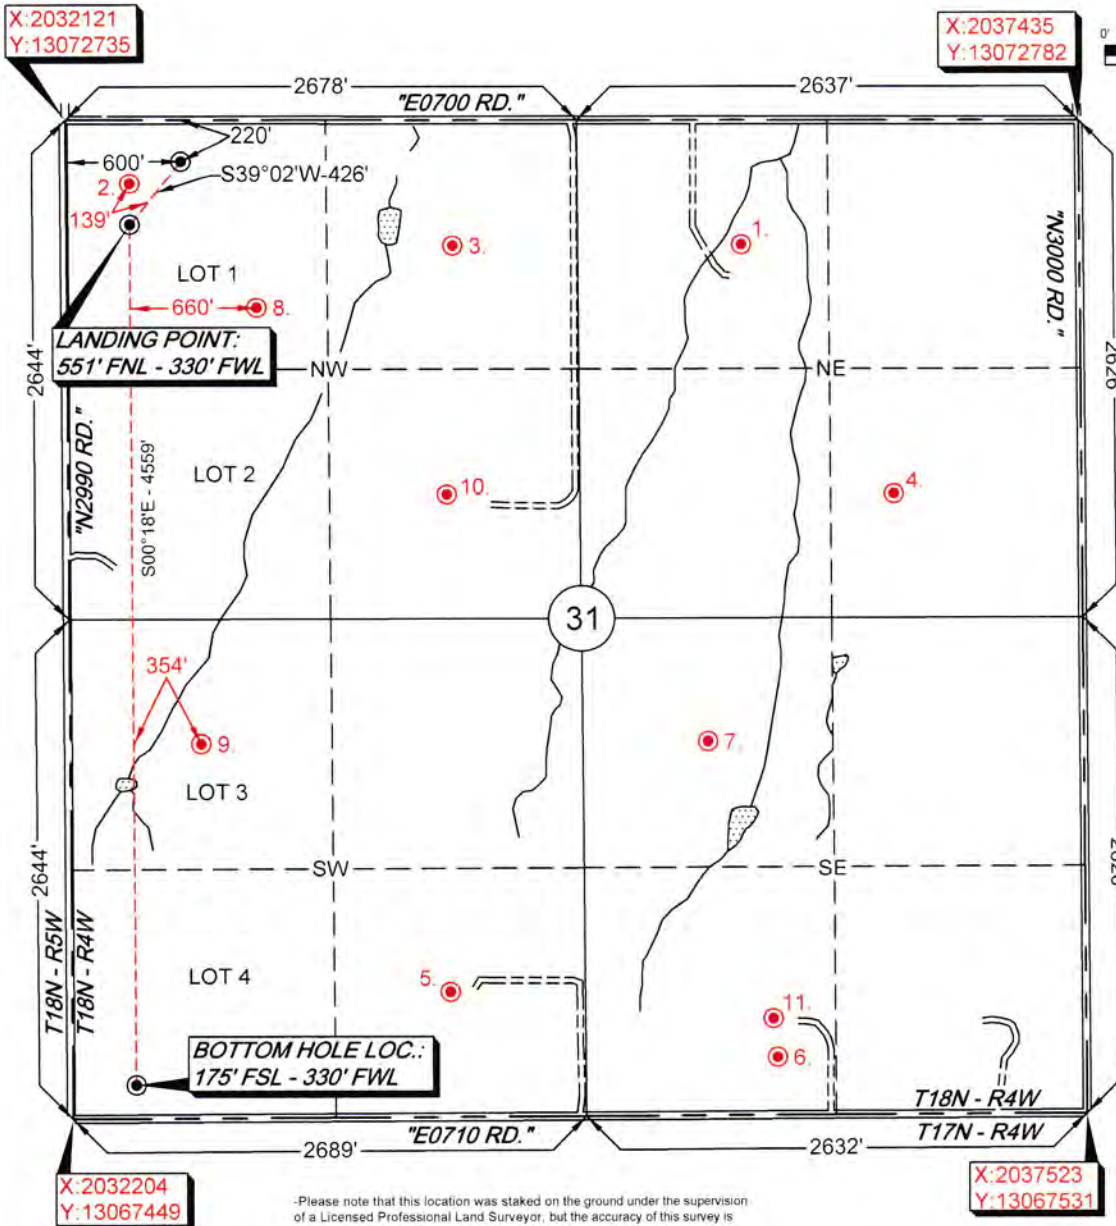 X:2032121
Y:13072735
X:2037435
Y:13072782
0'
2678'
2637'
"E0700 RD."
220'
600'
S39°02'W-426'
2.
139'
3.
1.
"N3000 RD."
LOT 1
660'
8.
LANDING POINT:
551' FNL - 330' FWL
2644'
NW
NE
2626'
"N2990 RD."
S00°18'E - 4559'
LOT 2
10.
4.
31
354'
9.
7.
LOT 3
2644'
SW
SE
T18N - R5W
T18N - R4W
LOT 4
5.
11.
6.
BOTTOM HOLE LOC.:
175' FSL - 330' FWL
T18N - R4W
"E0710 RD."
T17N - R4W
2689'
2632'
X:2032204
Y:13067449
X:2037523
Y:13067531
-Please note that this location was staked on the ground under the supervision
of a Licensed Professional Land Surveyor, but the accuracy of this survey is